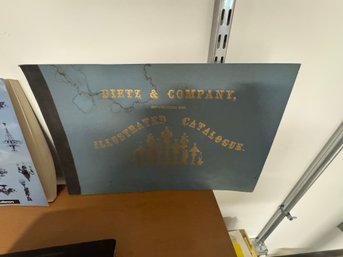 DIETZ & COMPANY,
ILLUSTRATED CATALOGUE.